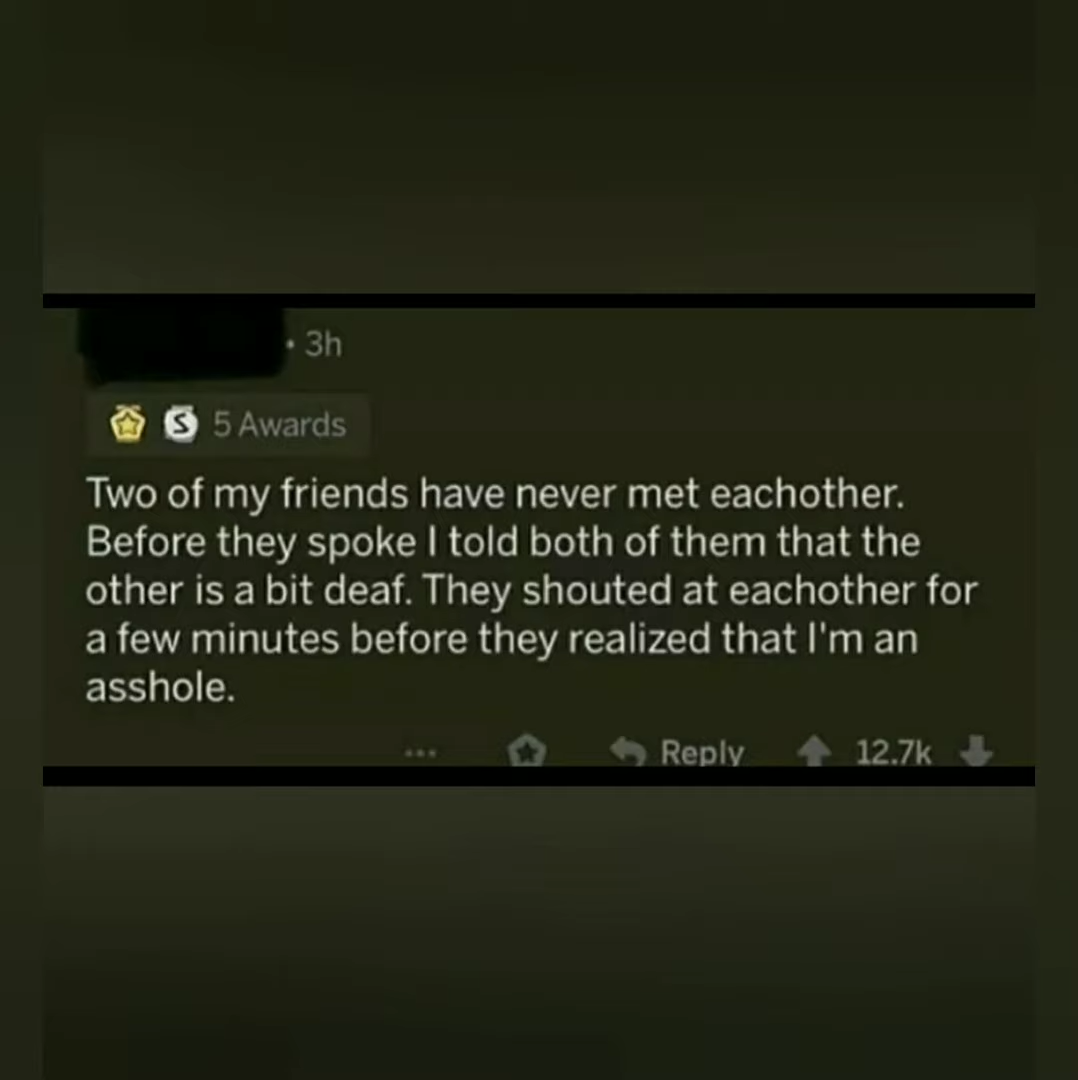 • 3h
5 Awards
Two of my friends have never met eachother.
Before they spoke I told both of them that the
other is a bit deaf. They shouted at eachother for
a few minutes before they realized that I'm an
asshole.
... Reply 12.7k